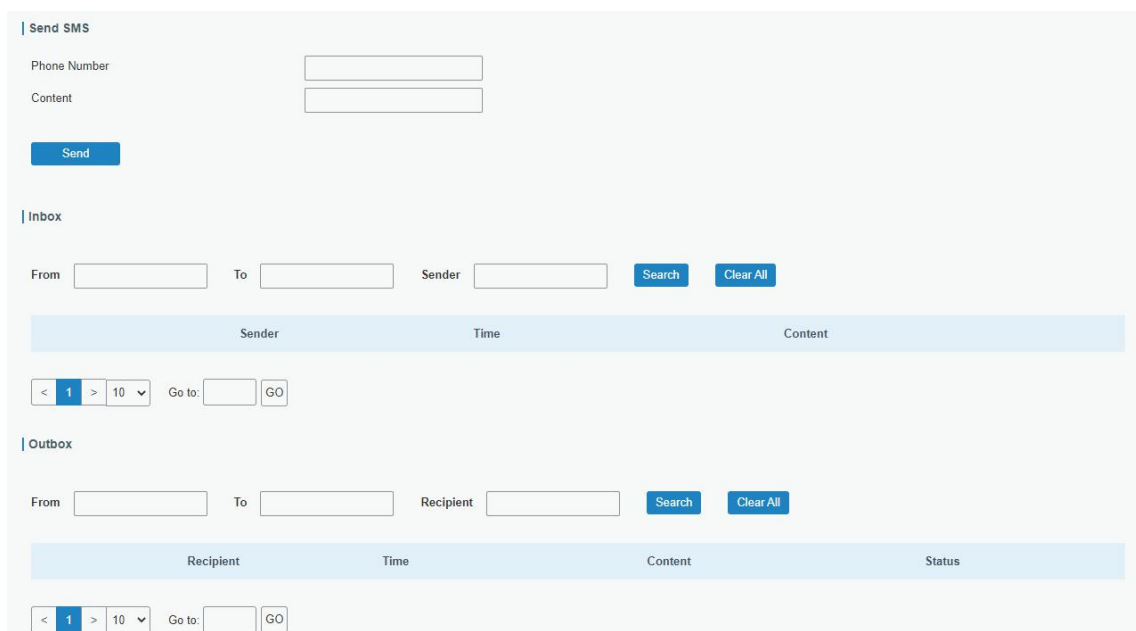 Send SMS
Phone Number
Content
Send
Inbox
From To Sender Search Clear All
Sender Time Content
< 1 > 10 Go to: GO
Outbox
From To Recipient Search Clear All
Recipient Time Content Status
< 1 > 10 Go to: GO